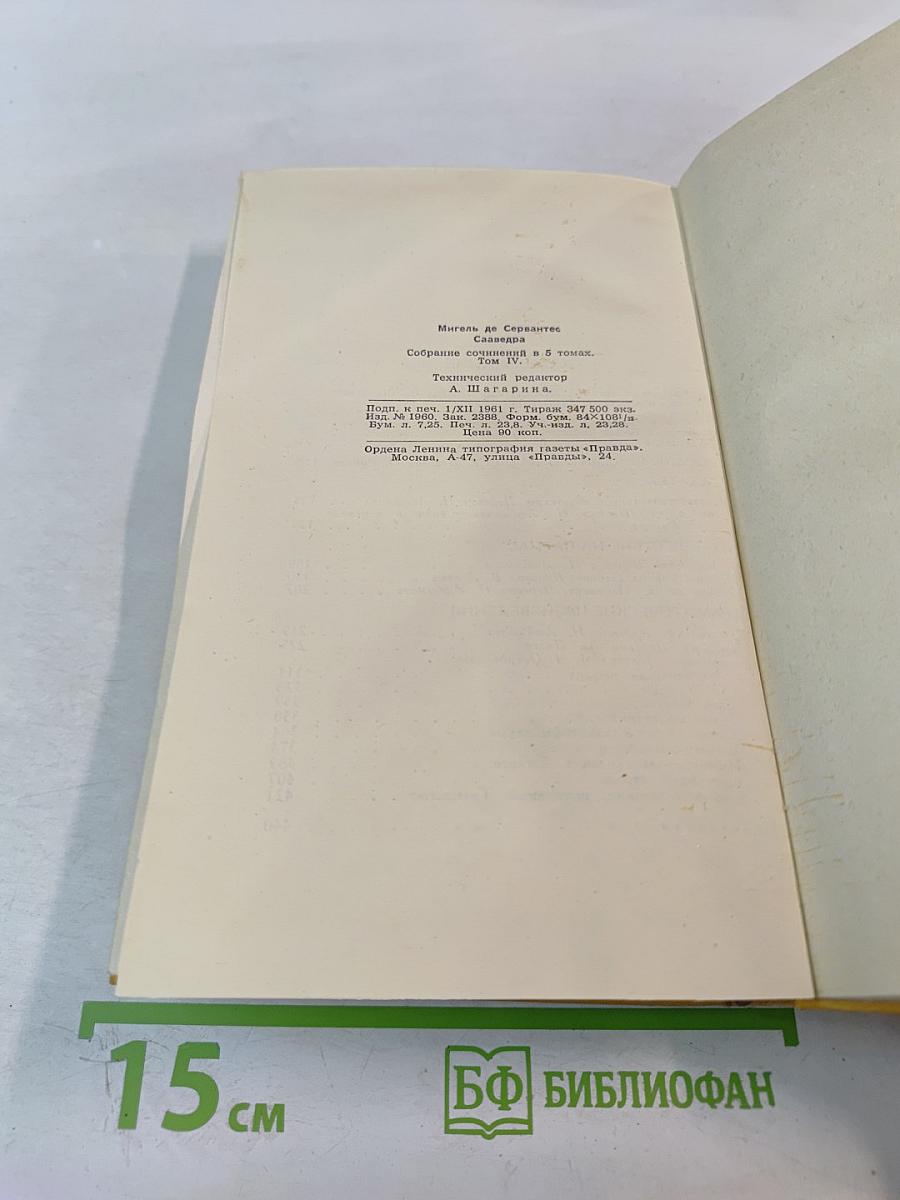 Мигель де Сервантес
Сааведра
Собрание сочинений в 5 томах.
Том IV.
Технический редактор
А. Шагарина.
Подп. к печ. 1/XII 1961 г. Тираж 347 500 экз.
Изд. № 1960. Зак. 2388. Форм. бум. 84×108¹/₃₂.
Бум. л. 7,25. Печ. л. 23,8. Уч.-изд. л. 23,28.
Цена 90 коп.
Ордена Ленина типография газеты «Правда».
Москва, А-47, улица «Правды», 24.
15 см
БФ БИБЛИОФАН